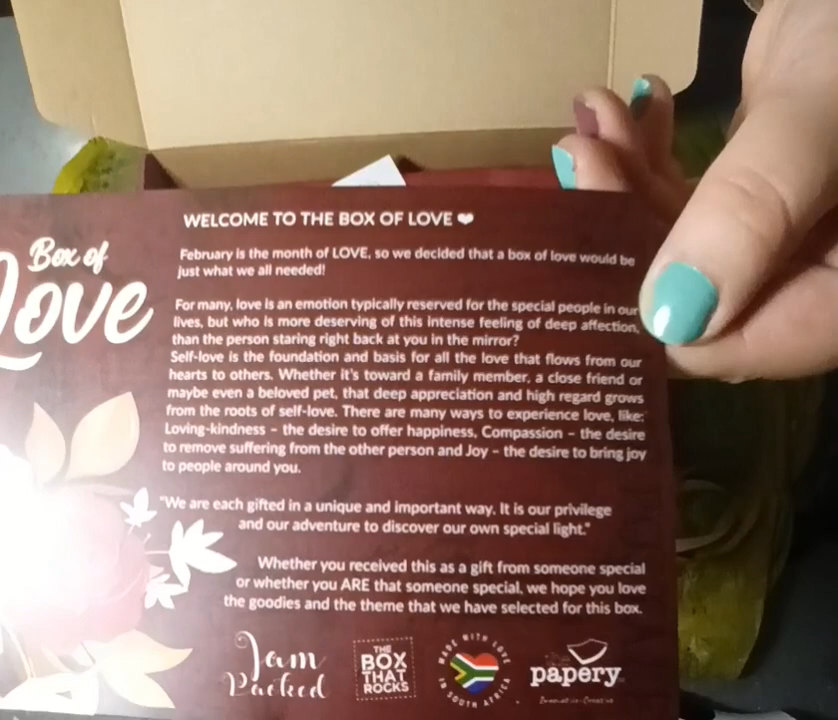 WELCOME TO THE BOX OF LOVE ❤
Box of
Love
February is the month of LOVE, so we decided that a box of love would be
just what we all needed!
For many, love is an emotion typically reserved for the special people in our
lives, but who is more deserving of this intense feeling of deep affection,
than the person staring right back at you in the mirror?
Self-love is the foundation and basis for all the love that flows from our
hearts to others. Whether it's toward a family member, a close friend or
maybe even a beloved pet, that deep appreciation and high regard grows
from the roots of self-love. There are many ways to experience love, like:
Loving-kindness – the desire to offer happiness, Compassion – the desire
to remove suffering from the other person and Joy – the desire to bring joy
to people around you.
"We are each gifted in a unique and important way. It is our privilege
and our adventure to discover our own special light."
Whether you received this as a gift from someone special
or whether you ARE that someone special, we hope you love
the goodies and the theme that we have selected for this box.
Jam
Packed
THE
BOX
THAT
ROCKS
MADE WITH LOVE
IN SOUTH AFRICA
papery